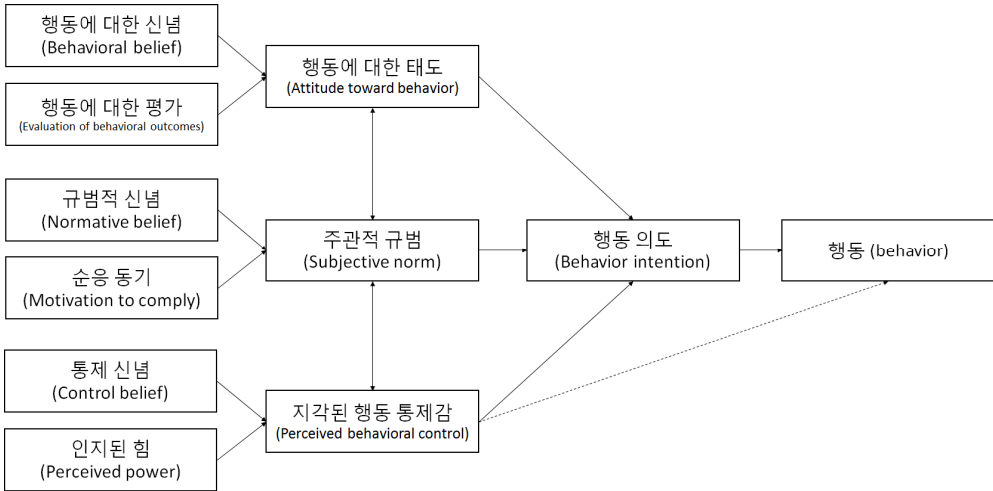 행동에 대한 신념
(Behavioral belief)
행동에 대한 평가
(Evaluation of behavioral outcomes)
행동에 대한 태도
(Attitude toward behavior)
규범적 신념
(Normative belief)
순응 동기
(Motivation to comply)
주관적 규범
(Subjective norm)
행동 의도
(Behavior intention)
행동 (behavior)
통제 신념
(Control belief)
인지된 힘
(Perceived power)
지각된 행동 통제감
(Perceived behavioral control)